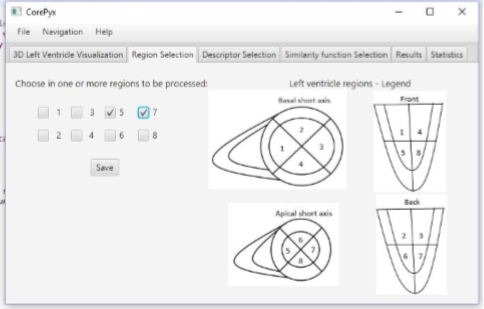 CorePyx
File Navigation Help
3D Left Ventricle Visualization Region Selection Descriptor Selection Similarity function Selection Results Statistics
Choose in one or more regions to be processed: Left ventricle regions - Legend
1 3 5 7
2 4 6 8
Save
Basal short axis
2
1 3
4
Front
1 4
5 8
Apical short axis
6
5 7
8
Back
2 3
6 7